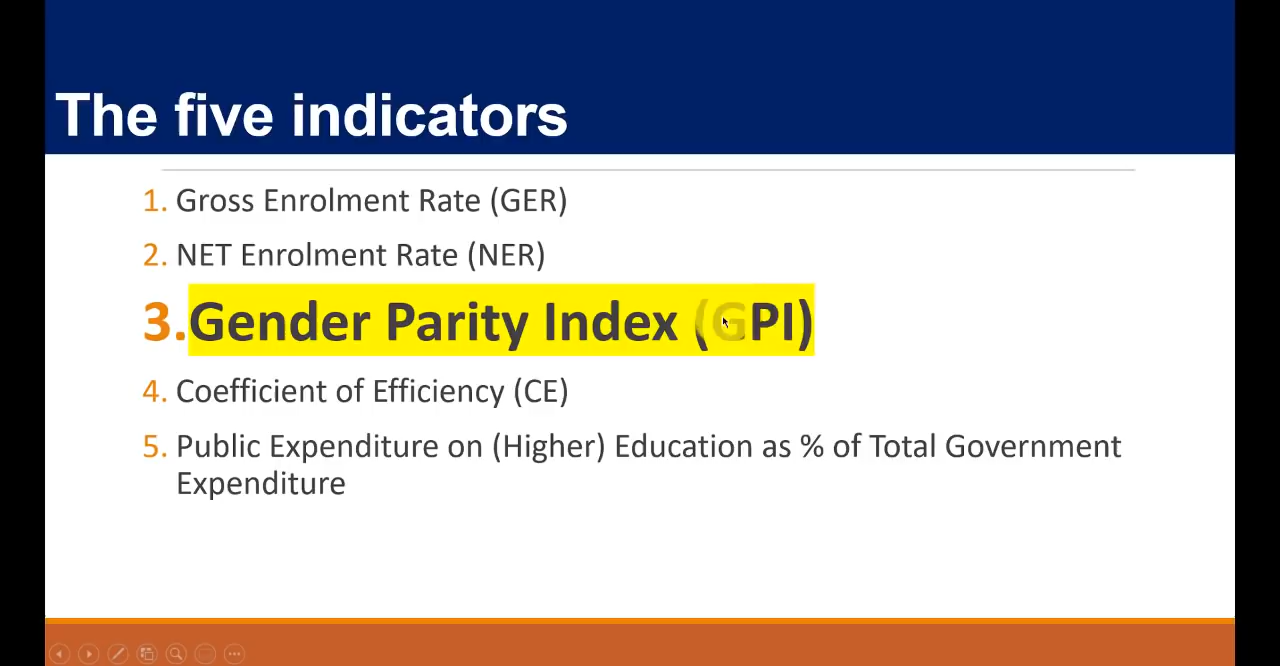 The five indicators
1. Gross Enrolment Rate (GER)
2. NET Enrolment Rate (NER)
3. Gender Parity Index (GPI)
4. Coefficient of Efficiency (CE)
5. Public Expenditure on (Higher) Education as % of Total Government
Expenditure